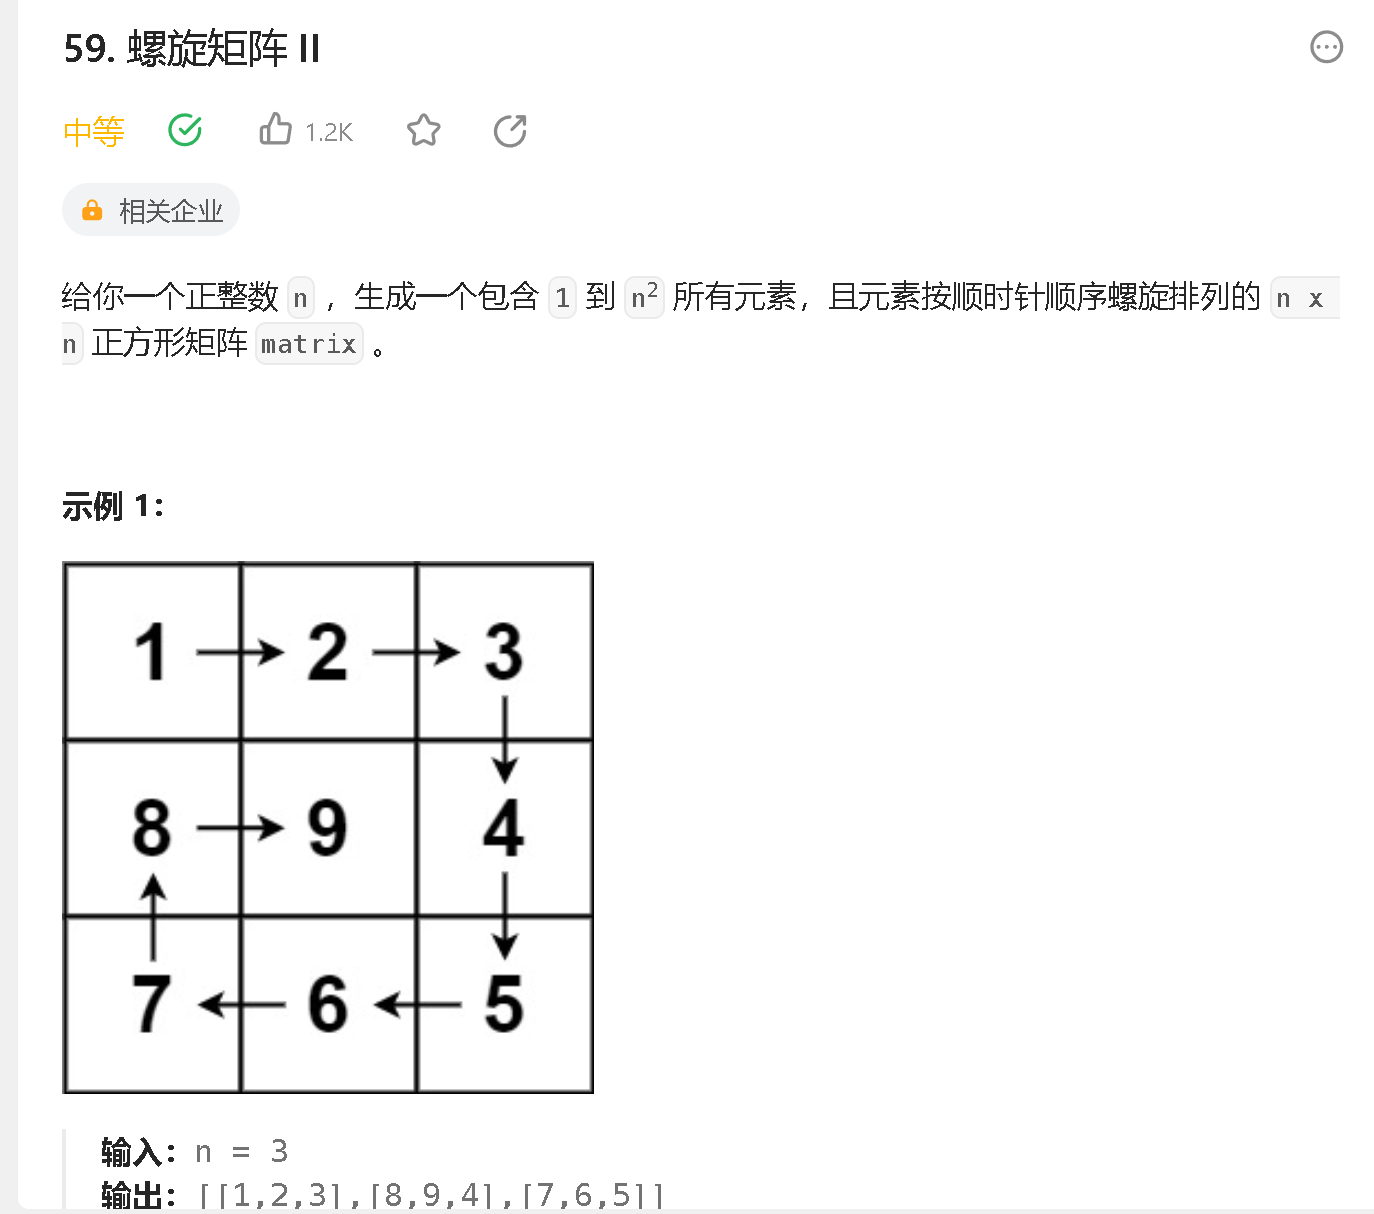 59. 螺旋矩阵 II
中等 1.2K
相关企业
给你一个正整数 n ，生成一个包含 1 到 n² 所有元素，且元素按顺时针顺序螺旋排列的 n x
n 正方形矩阵 matrix 。
示例 1：
1 2 3
8 9 4
7 6 5
输入：n = 3
输出：[[1,2,3],[8,9,4],[7,6,5]]